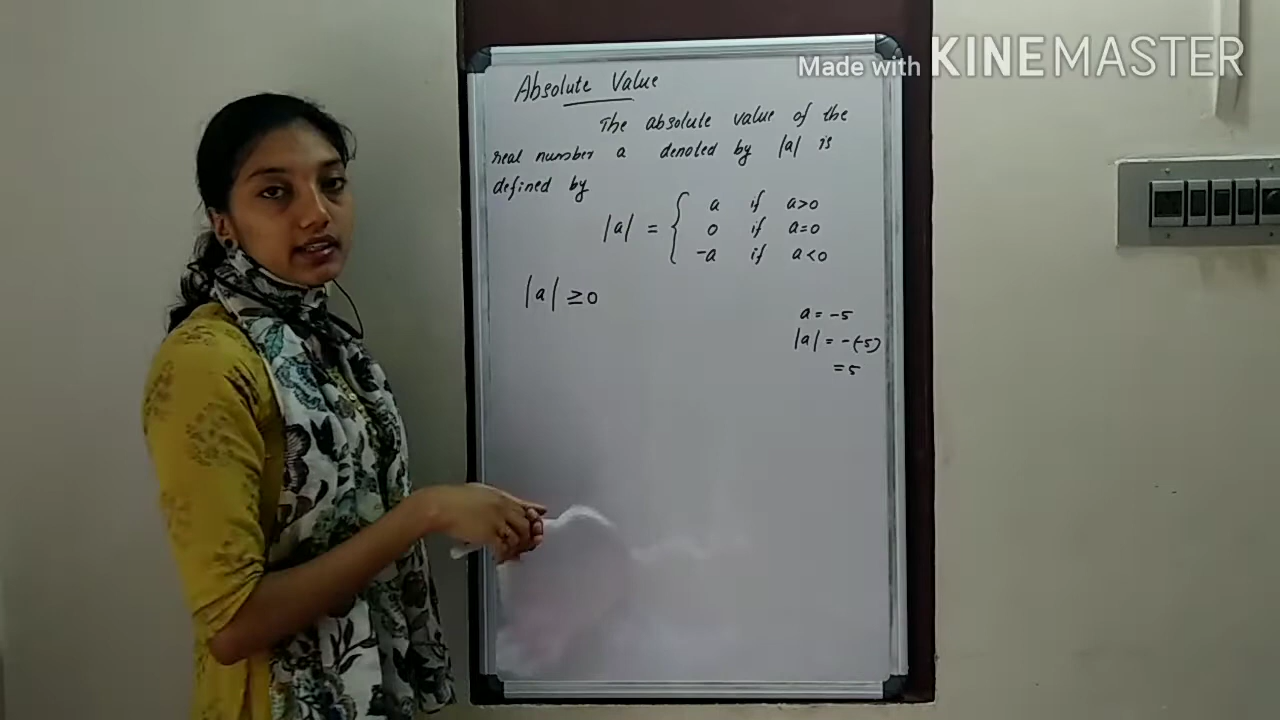 Made with KINEMASTER
Absolute Value
The absolute value of the
real number a denoted by |a| is
defined by
|a| = { a if a>0
0 if a=0
-a if a<0
|a| ≥0
a = -5
|a| = -(-5)
= 5